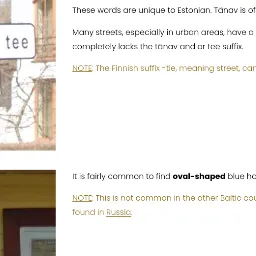 tee
These words are unique to Estonian. Tänav is of
Many streets, especially in urban areas, have a
completely lacks the tänav and or tee suffix.
NOTE: The Finnish suffix -tie, meaning street, can
It is fairly common to find oval-shaped blue ho
NOTE: This is not common in the other Baltic cou
found in Russia.